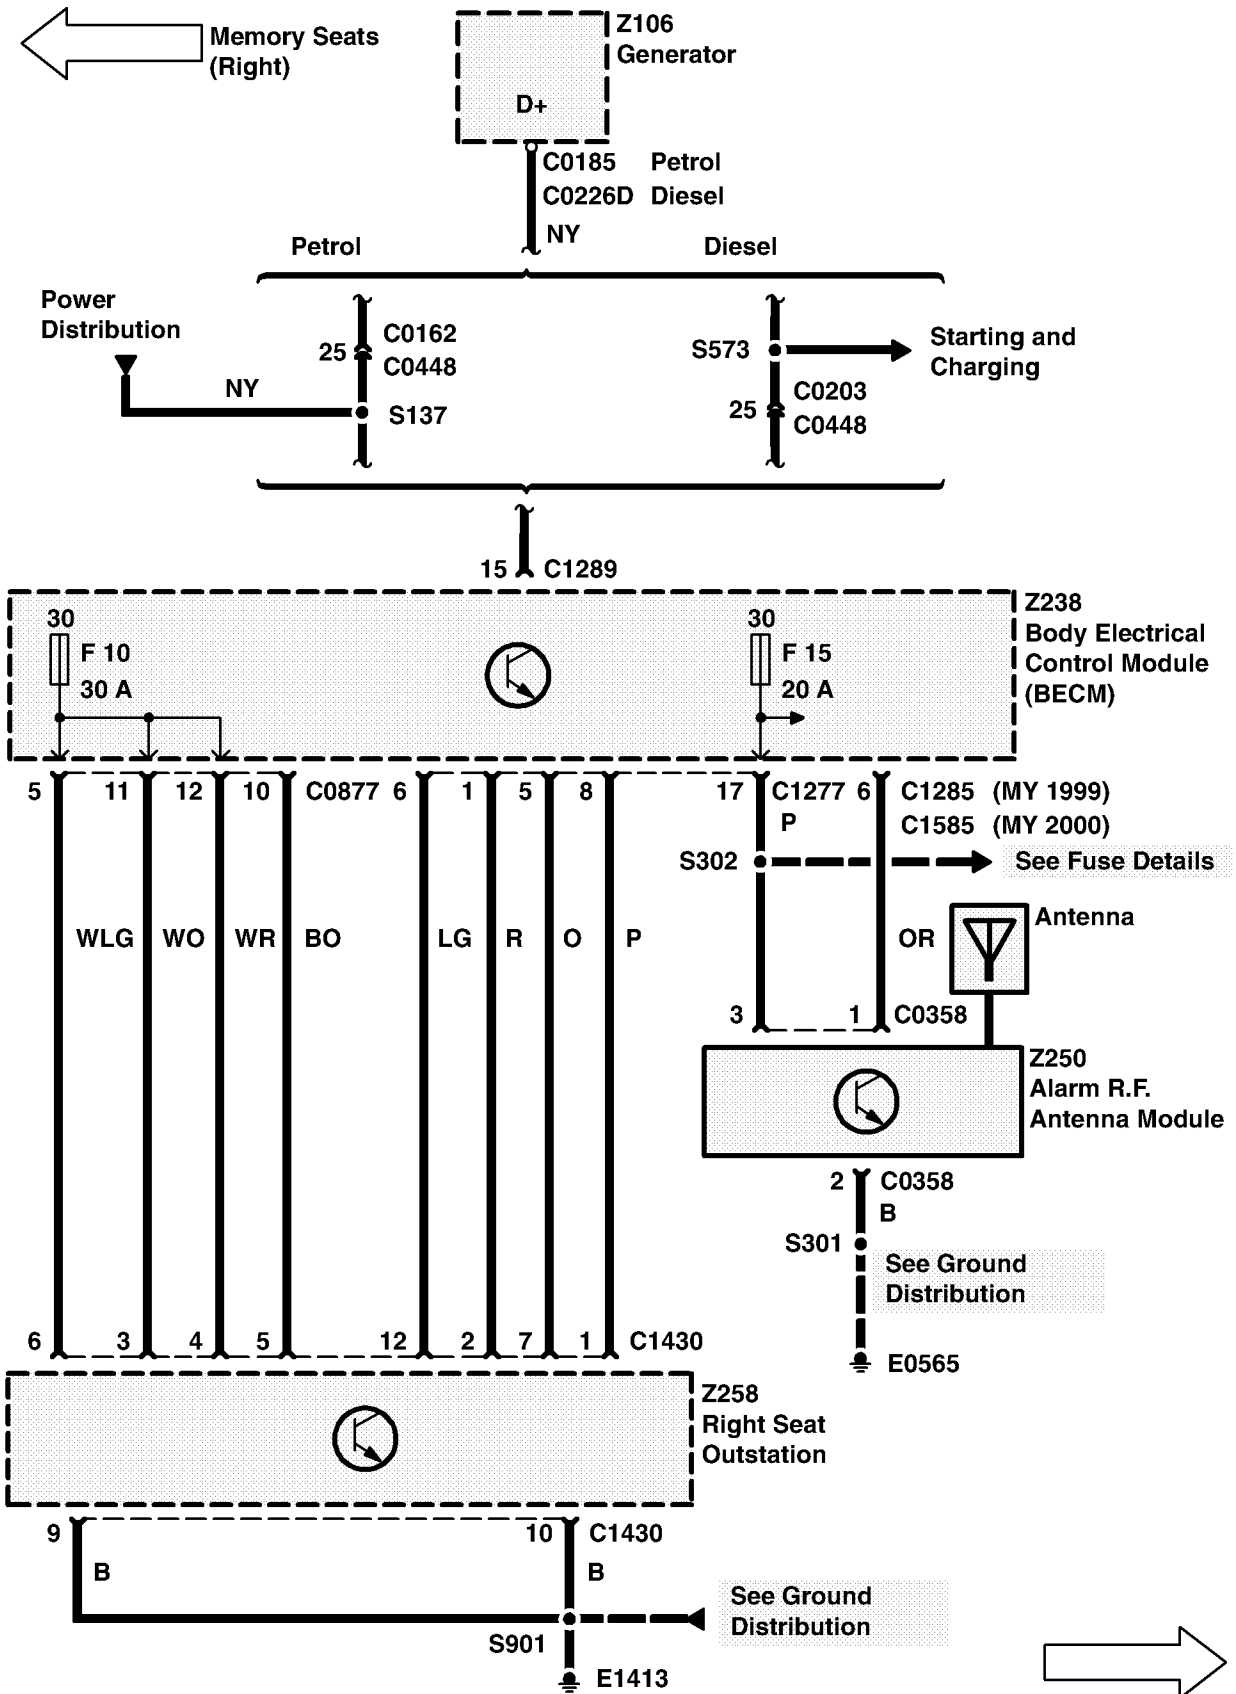 Memory Seats
(Right)
Z106
Generator
D+
C0185 Petrol
C0226D Diesel
NY
Petrol
Diesel
Power
Distribution
25
C0162
C0448
NY
S137
S573
Starting and
Charging
25
C0203
C0448
15 C1289
30
F 10
30 A
30
F 15
20 A
Z238
Body Electrical
Control Module
(BECM)
5 11 12 10 C0877 6 1 5 8 17 C1277 6 C1285 (MY 1999)
P C1585 (MY 2000)
S302
See Fuse Details
Antenna
WLG WO WR BO LG R O P OR
3 1 C0358
Z250
Alarm R.F.
Antenna Module
2 C0358
B
S301
See Ground
Distribution
6 3 4 5 12 2 7 1 C1430
E0565
Z258
Right Seat
Outstation
9 10 C1430
B B
See Ground
Distribution
S901
E1413